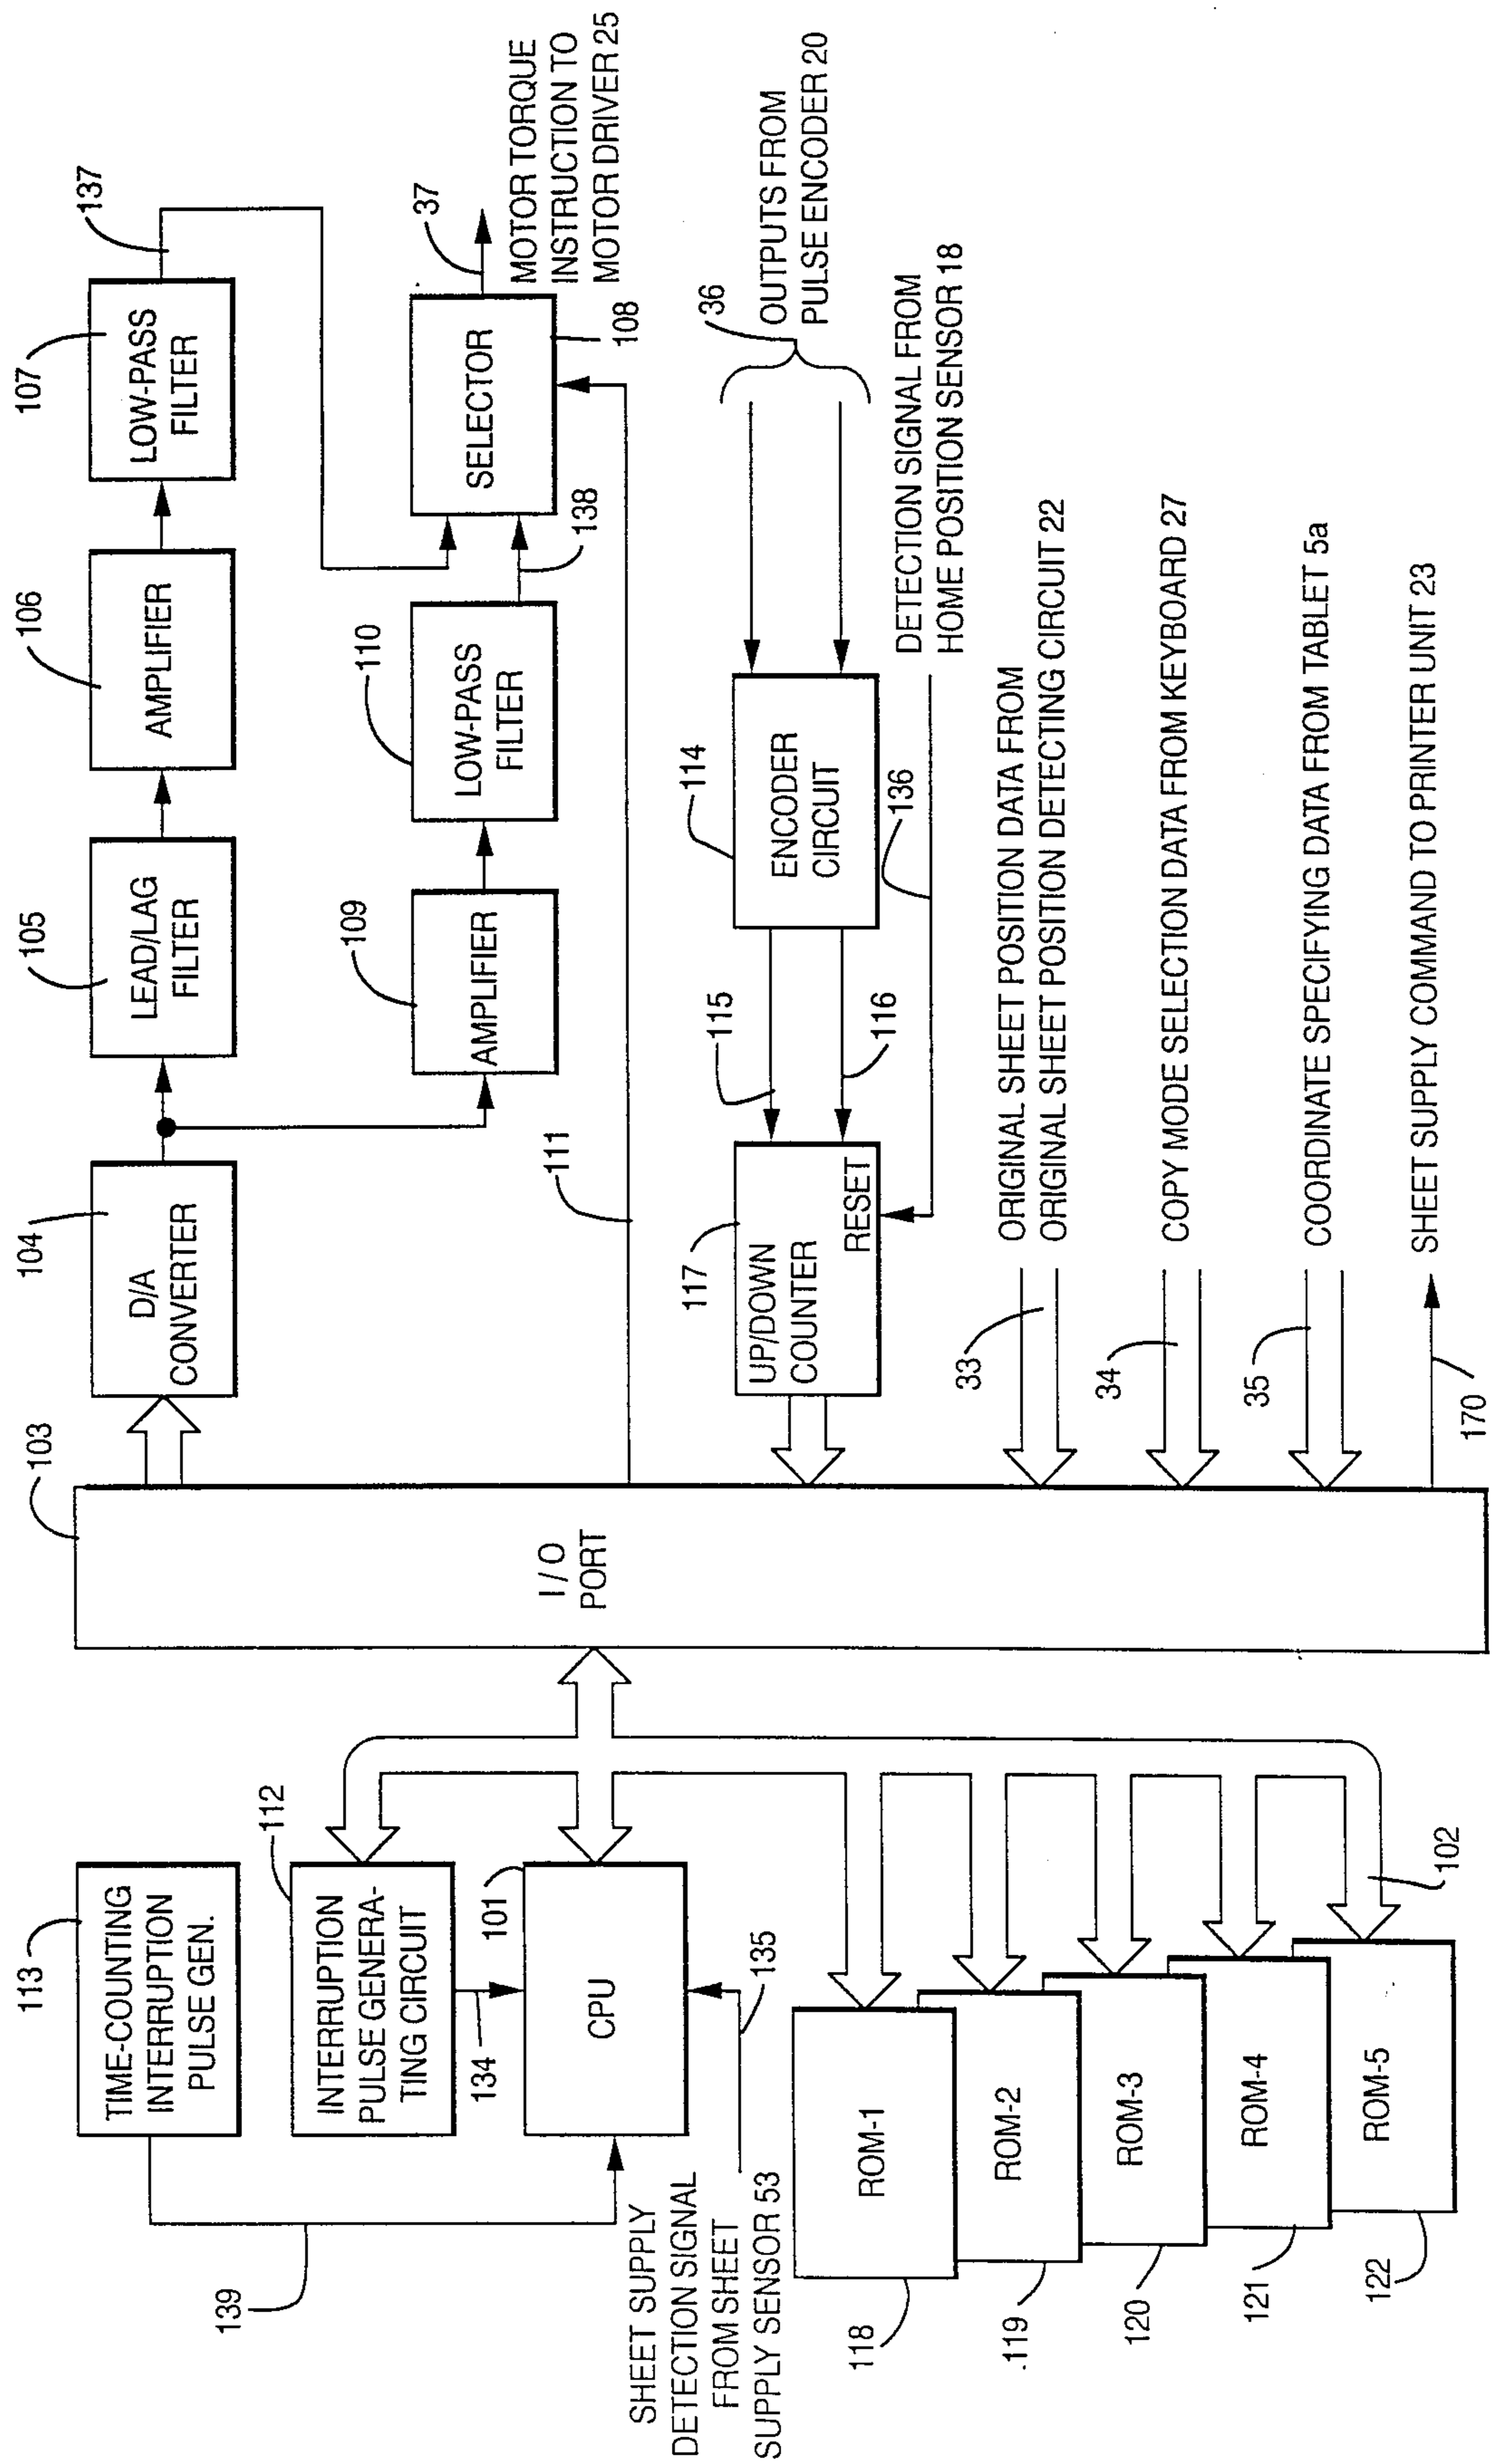 113
TIME-COUNTING
INTERRUPTION
PULSE GEN.
139
112
INTERRUPTION
PULSE GENERA-
TING CIRCUIT
134
101
CPU
135
SHEET SUPPLY
DETECTION SIGNAL
FROM SHEET
SUPPLY SENSOR 53
118
ROM-1
119
ROM-2
120
ROM-3
121
ROM-4
122
ROM-5
102
103
I/O
PORT
104
D/A
CONVERTER
105
LEAD/LAG
FILTER
106
AMPLIFIER
107
LOW-PASS
FILTER
137
109
AMPLIFIER
110
LOW-PASS
FILTER
138
SELECTOR
108
37
MOTOR TORQUE
INSTRUCTION TO
MOTOR DRIVER 25
111
117
UP/DOWN
COUNTER
RESET
115
116
114
ENCODER
CIRCUIT
136
36
OUTPUTS FROM
PULSE ENCODER 20
DETECTION SIGNAL FROM
HOME POSITION SENSOR 18
33
ORIGINAL SHEET POSITION DATA FROM
ORIGINAL SHEET POSITION DETECTING CIRCUIT 22
34
COPY MODE SELECTION DATA FROM KEYBOARD 27
35
COORDINATE SPECIFYING DATA FROM TABLET 5a
170
SHEET SUPPLY COMMAND TO PRINTER UNIT 23